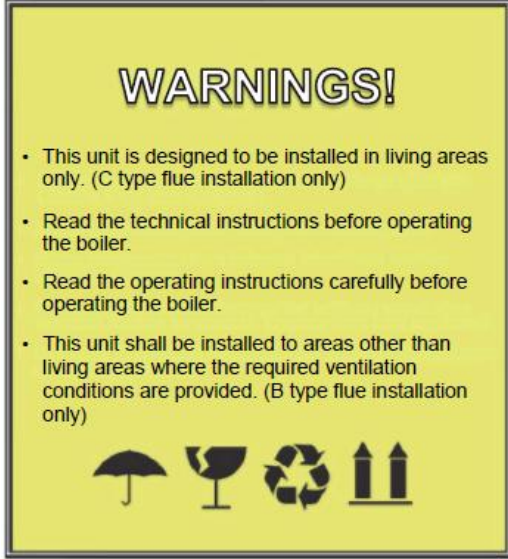 WARNINGS!
• This unit is designed to be installed in living areas
only. (C type flue installation only)
• Read the technical instructions before operating
the boiler.
• Read the operating instructions carefully before
operating the boiler.
• This unit shall be installed to areas other than
living areas where the required ventilation
conditions are provided. (B type flue installation
only)